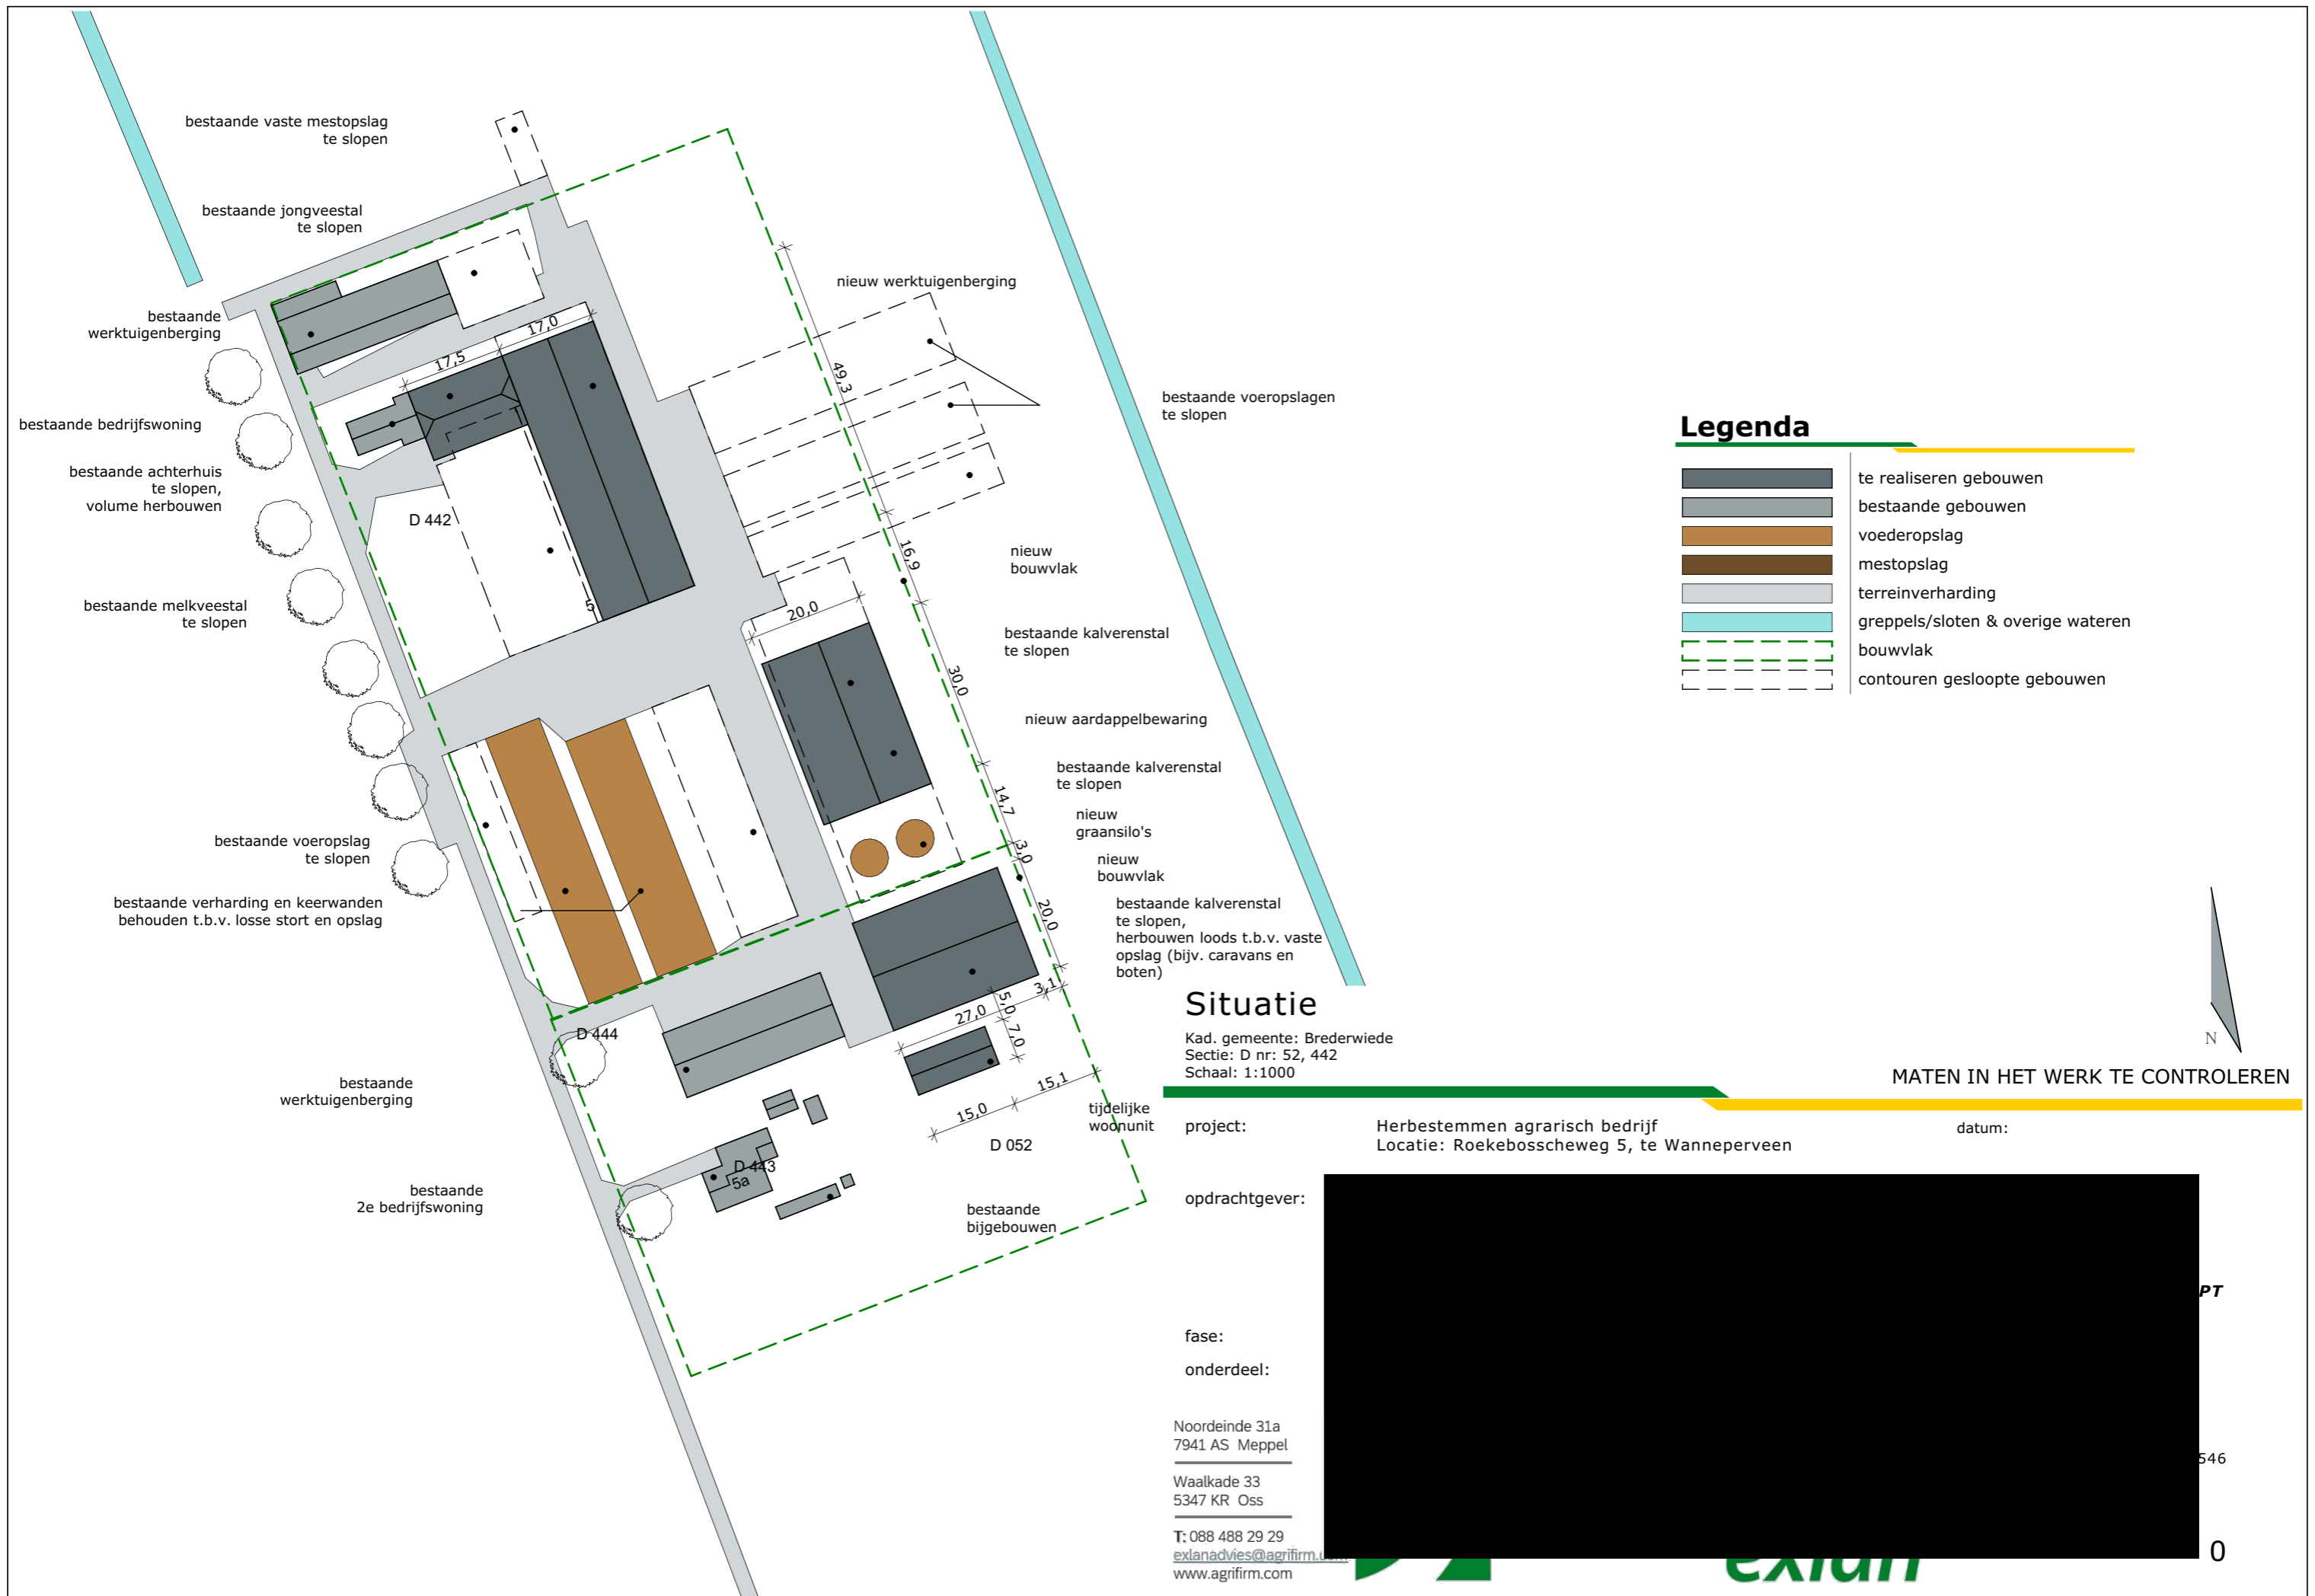 bestaande vaste mestopslag
te slopen
bestaande jongveestal
te slopen
bestaande
werktuigenberging
bestaande bedrijfswoning
bestaande achterhuis
te slopen,
volume herbouwen
bestaande melkveestal
te slopen
bestaande voeropslag
te slopen
bestaande verharding en keerwanden
behouden t.b.v. losse stort en opslag
bestaande
werktuigenberging
bestaande
2e bedrijfswoning
17,5
17,0
D 442
5
20,0
D 444
D 443
5a
27,0
3,1
5,0
7,0
15,0
15,1
D 052
49,3
16,9
30,0
14,7
3,0
20,0
nieuw werktuigenberging
bestaande voeropslagen
te slopen
nieuw
bouwvlak
bestaande kalverenstal
te slopen
nieuw aardappelbewaring
bestaande kalverenstal
te slopen
nieuw
graansilo's
nieuw
bouwvlak
bestaande kalverenstal
te slopen,
herbouwen loods t.b.v. vaste
opslag (bijv. caravans en
boten)
tijdelijke
woonunit
bestaande
bijgebouwen
Legenda
te realiseren gebouwen
bestaande gebouwen
voederopslag
mestopslag
terreinverharding
greppels/sloten & overige wateren
bouwvlak
contouren gesloopte gebouwen
N
Situatie
Kad. gemeente: Brederwiede
Sectie: D nr: 52, 442
Schaal: 1:1000
MATEN IN HET WERK TE CONTROLEREN
project:
Herbestemmen agrarisch bedrijf
Locatie: Roekebosscheweg 5, te Wanneperveen
datum:
opdrachtgever:
PT
fase:
onderdeel:
Noordeinde 31a
7941 AS Meppel
546
Waalkade 33
5347 KR Oss
T: 088 488 29 29
exlanadvies@agrifirm.
www.agrifirm.com
exlan
0